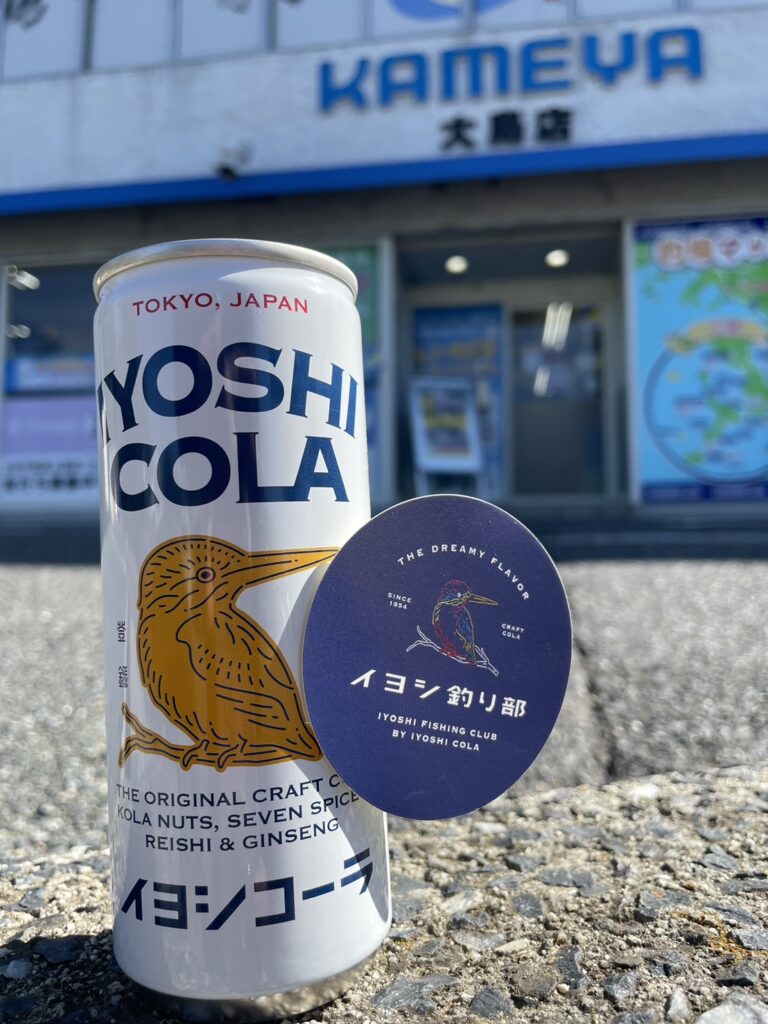 KAMEYA
大島店
TOKYO, JAPAN
IYOSHI
COLA
THE DREAMY FLAVOR
SINCE
1954
CRAFT
COLA
イヨシ釣り部
IYOSHI FISHING CLUB
BY IYOSHI COLA
THE ORIGINAL CRAFT
KOLA NUTS, SEVEN SPICE
REISHI & GINSENG
イヨシコーラ